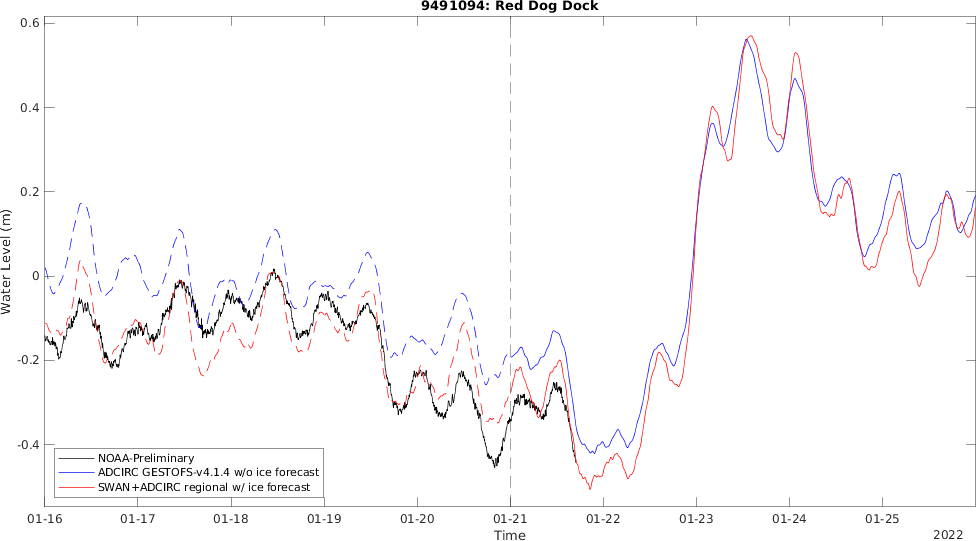 9491094: Red Dog Dock
0.6
0.4
0.2
0
-0.2
-0.4
Water Level (m)
NOAA-Preliminary
ADCIRC GESTOFS-v4.1.4 w/o ice forecast
SWAN+ADCIRC regional w/ ice forecast
01-16 01-17 01-18 01-19 01-20 01-21 01-22 01-23 01-24 01-25
Time
2022